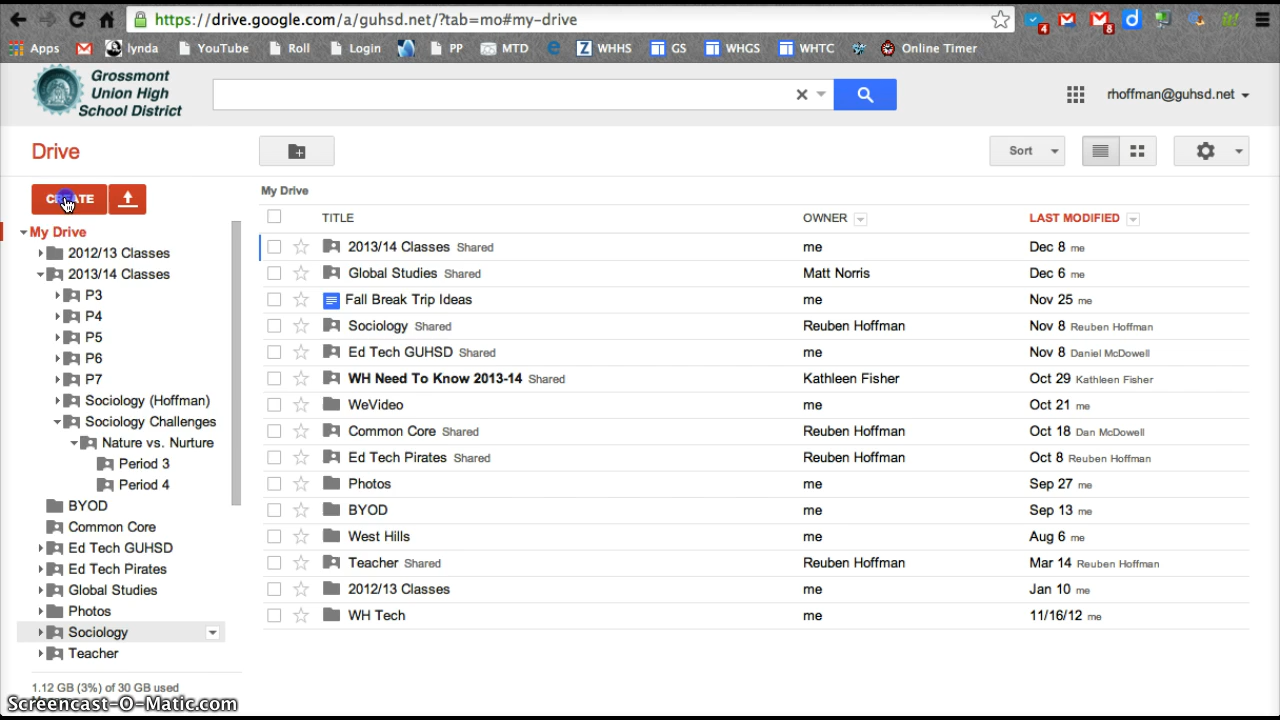 https://drive.google.com/a/guhsd.net/?tab=mo#my-drive
4
8
d
Apps
lynda
YouTube
Roll
Login
PP
MTD
Z WHHS
GS
WHGS
WHTC
Online Timer
Grossmont
Union High
School District
rhoffman@guhsd.net
Drive
Sort
CREATE
My Drive
TITLE
OWNER
LAST MODIFIED
My Drive
2012/13 Classes
2013/14 Classes
P3
P4
P5
P6
P7
Sociology (Hoffman)
Sociology Challenges
Nature vs. Nurture
Period 3
Period 4
BYOD
Common Core
Ed Tech GUHSD
Ed Tech Pirates
Global Studies
Photos
Sociology
Teacher
1.12 GB (3%) of 30 GB used
2013/14 Classes Shared me Dec 8 me
Global Studies Shared Matt Norris Dec 6 me
Fall Break Trip Ideas me Nov 25 me
Sociology Shared Reuben Hoffman Nov 8 Reuben Hoffman
Ed Tech GUHSD Shared me Nov 8 Daniel McDowell
WH Need To Know 2013-14 Shared Kathleen Fisher Oct 29 Kathleen Fisher
WeVideo me Oct 21 me
Common Core Shared Reuben Hoffman Oct 18 Dan McDowell
Ed Tech Pirates Shared Reuben Hoffman Oct 8 Reuben Hoffman
Photos me Sep 27 me
BYOD me Sep 13 me
West Hills me Aug 6 me
Teacher Shared Reuben Hoffman Mar 14 Reuben Hoffman
2012/13 Classes me Jan 10 me
WH Tech me 11/16/12 me
Screencast-O-Matic.com